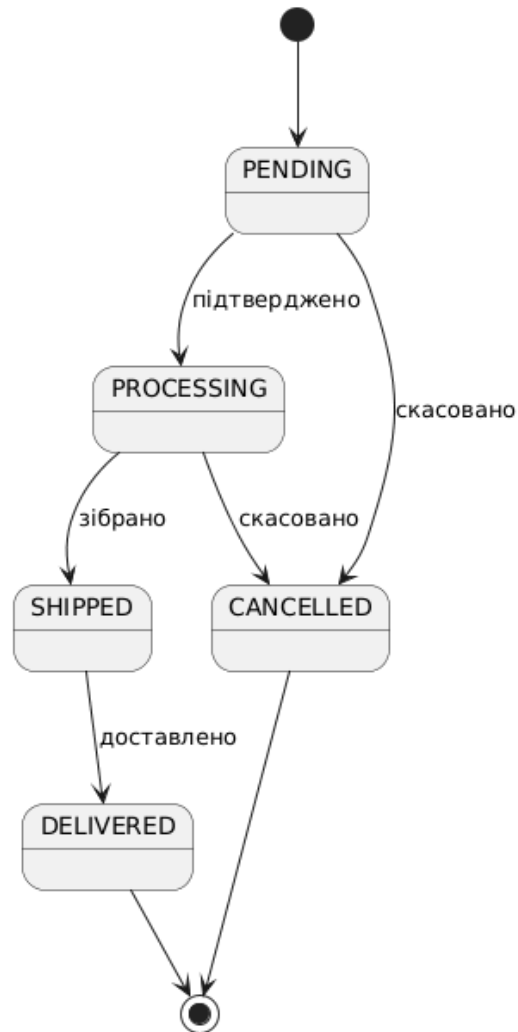 PENDING
підтверджено
PROCESSING
скасовано
зібрано
скасовано
SHIPPED
CANCELLED
доставлено
DELIVERED